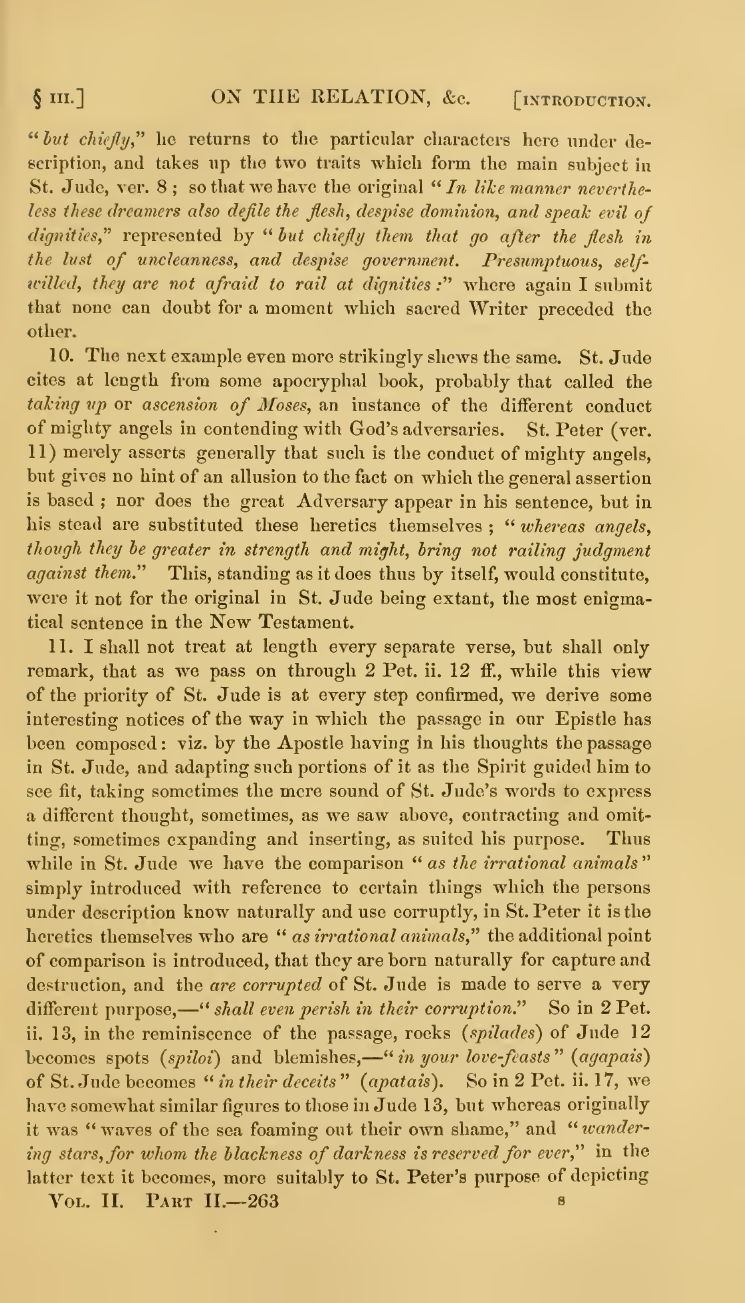 § III.] ON THE RELATION, &c. [INTRODUCTION.
“but chiefly,” he returns to the particular characters here under de-
scription, and takes up the two traits which form the main subject in
St. Jude, ver. 8 ; so that we have the original “In like manner neverthe-
less these dreamers also defile the flesh, despise dominion, and speak evil of
dignities,” represented by “but chiefly them that go after the flesh in
the lust of uncleanness, and despise government. Presumptuous, self-
willed, they are not afraid to rail at dignities :” where again I submit
that none can doubt for a moment which sacred Writer preceded the
other.
10. The next example even more strikingly shews the same. St. Jude
cites at length from some apocryphal book, probably that called the
taking up or ascension of Moses, an instance of the different conduct
of mighty angels in contending with God’s adversaries. St. Peter (ver.
11) merely asserts generally that such is the conduct of mighty angels,
but gives no hint of an allusion to the fact on which the general assertion
is based ; nor does the great Adversary appear in his sentence, but in
his stead are substituted these heretics themselves ; “whereas angels,
though they be greater in strength and might, bring not railing judgment
against them.” This, standing as it does thus by itself, would constitute,
were it not for the original in St. Jude being extant, the most enigma-
tical sentence in the New Testament.
11. I shall not treat at length every separate verse, but shall only
remark, that as we pass on through 2 Pet. ii. 12 ff., while this view
of the priority of St. Jude is at every step confirmed, we derive some
interesting notices of the way in which the passage in our Epistle has
been composed : viz. by the Apostle having in his thoughts the passage
in St. Jude, and adapting such portions of it as the Spirit guided him to
see fit, taking sometimes the mere sound of St. Jude’s words to express
a different thought, sometimes, as we saw above, contracting and omit-
ting, sometimes expanding and inserting, as suited his purpose. Thus
while in St. Jude we have the comparison “as the irrational animals”
simply introduced with reference to certain things which the persons
under description know naturally and use corruptly, in St. Peter it is the
heretics themselves who are “as irrational animals,” the additional point
of comparison is introduced, that they are born naturally for capture and
destruction, and the are corrupted of St. Jude is made to serve a very
different purpose,—“shall even perish in their corruption.” So in 2 Pet.
ii. 13, in the reminiscence of the passage, rocks (spilades) of Jude 12
becomes spots (spiloi) and blemishes,—“in your love-feasts” (agapais)
of St. Jude becomes “in their deceits” (apatais). So in 2 Pet. ii. 17, we
have somewhat similar figures to those in Jude 13, but whereas originally
it was “waves of the sea foaming out their own shame,” and “wander-
ing stars, for whom the blackness of darkness is reserved for ever,” in the
latter text it becomes, more suitably to St. Peter’s purpose of depicting
VOL. II. PART II.—263 s